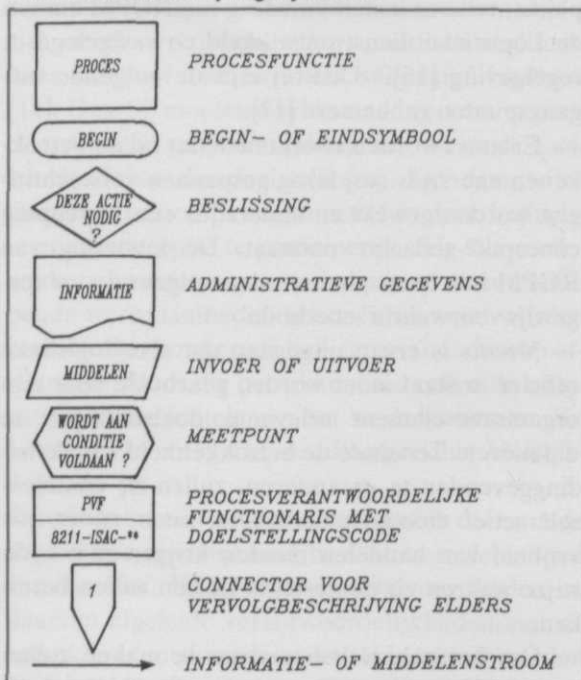 PROCES
PROCESFUNCTIE
BEGIN
BEGIN- OF EINDSYMBOOL
DEZE ACTIE
NODIG
?
BESLISSING
INFORMATIE
ADMINISTRATIEVE GEGEVENS
MIDDELEN
INVOER OF UITVOER
WORDT AAN
CONDITIE
VOLDAAN ?
MEETPUNT
PVF
8211-ISAC-**
PROCESVERANTWOORDELIJKE
FUNCTIONARIS MET
DOELSTELLINGSCODE
1
CONNECTOR VOOR
VERVOLGBESCHRIJVING ELDERS
INFORMATIE- OF MIDDELENSTROOM